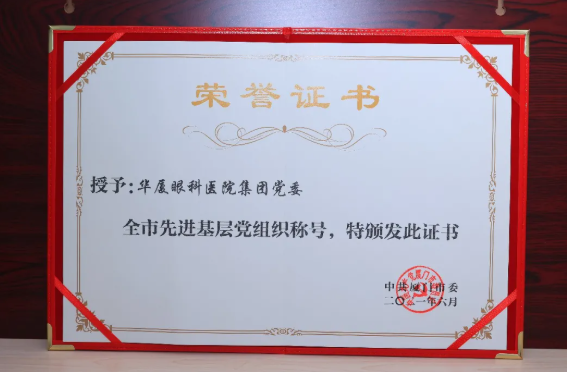 荣誉证书
授予：华厦眼科医院集团党委
全市先进基层党组织称号，特颁发此证书
中共厦门市委
二〇 一年六月